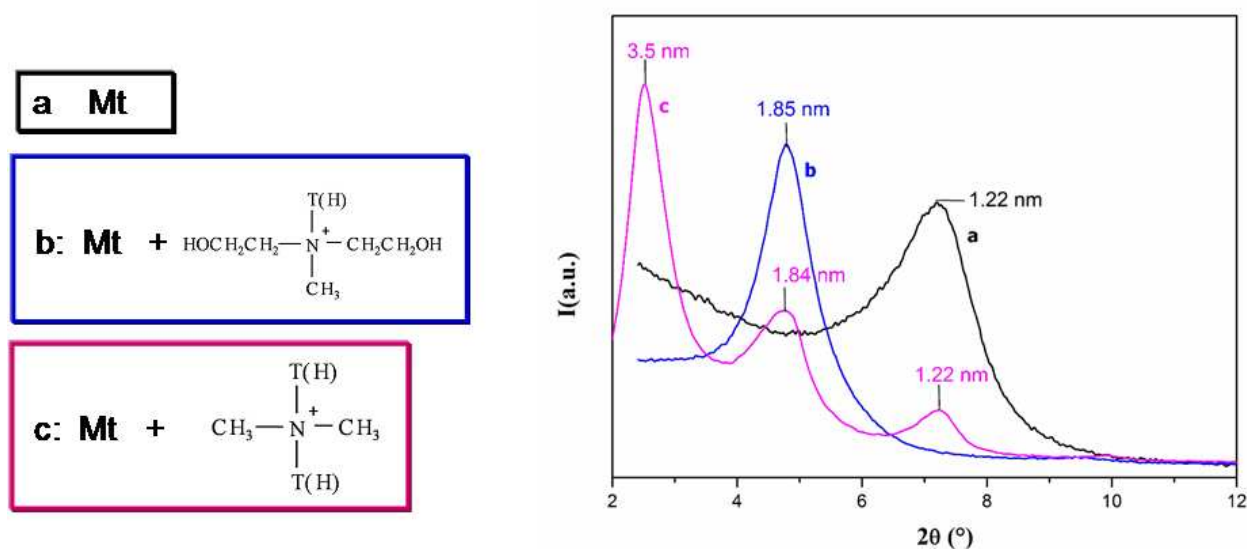 a Mt
b: Mt +
T(H)
HOCH₂CH₂—N⁺—CH₂CH₂OH
CH₃
c: Mt +
T(H)
CH₃—N⁺—CH₃
T(H)
3.5 nm
c
1.85 nm
b
1.22 nm
a
1.84 nm
1.22 nm
I(a.u.)
2 4 6 8 10 12
2θ (°)